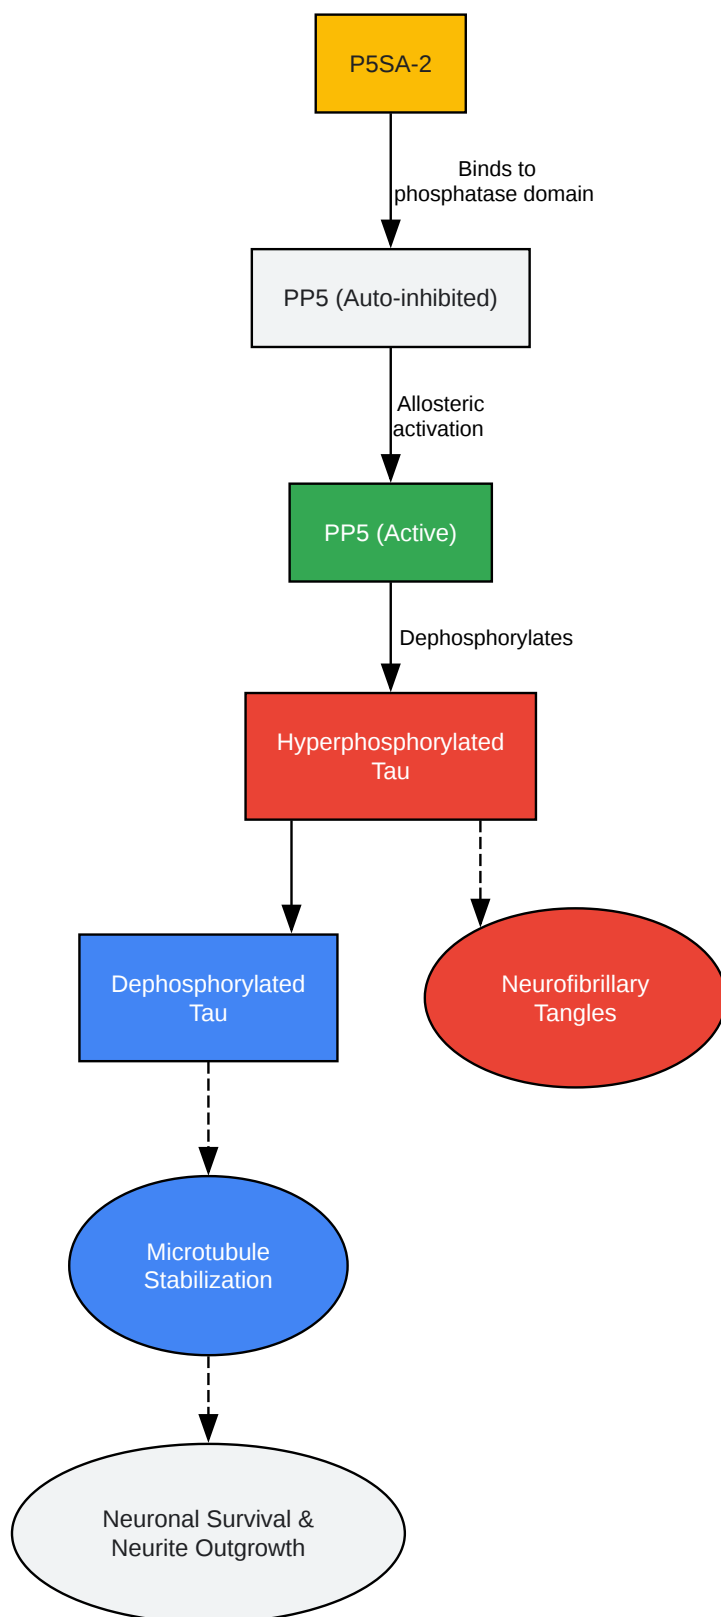 P5SA-2
Binds to
phosphatase domain
PP5 (Auto-inhibited)
Allosteric
activation
PP5 (Active)
Dephosphorylates
Hyperphosphorylated
Tau
Dephosphorylated
Tau
Neurofibrillary
Tangles
Microtubule
Stabilization
Neuronal Survival &
Neurite Outgrowth